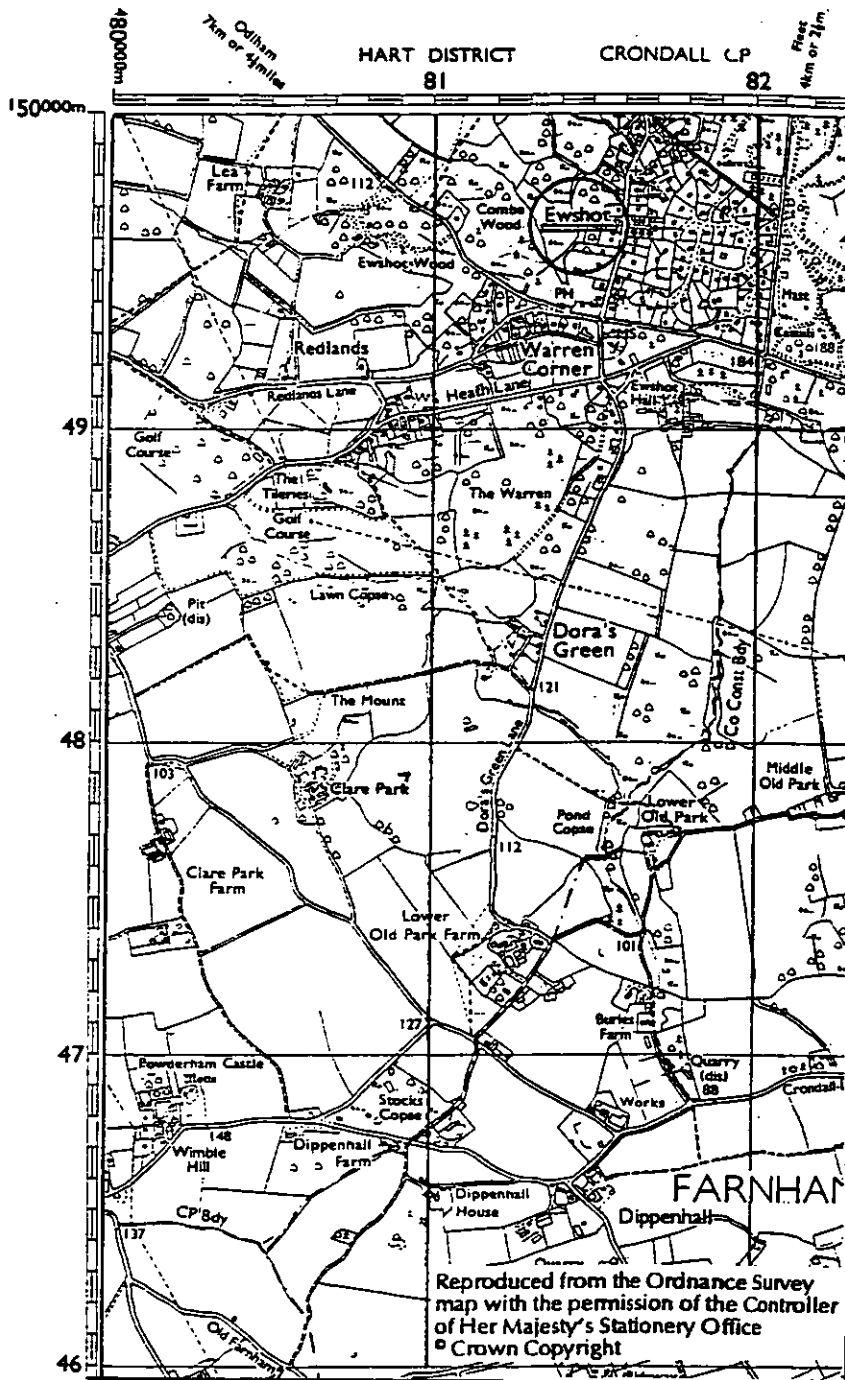 480000m
Odiham
7km or 4½miles
HART DISTRICT
81
CRONDALL CP
82
Fleet
4km or 2½m
150000m
Lea
Farm
112
Combe
Wood
Ewshot
Ewshot Wood
PH
Mast
Redlands
Warren
Corner
184
188
Redlands Lane
Heath Lane
Ewshot
Hall
49
Golf
Course
The
Tileries
Golf
Course
The Warren
Lawn Copse
Pit
(dis)
Dora's
Green
Co Const Bdy
121
The Mount
48
103
Clare Park
Dora's Green Lane
Middle
Old Park
Lower
Old Park
Pond
Copse
112
Clare Park
Farm
Lower
Old Park Farm
101
127
Burles
Farm
47
Powderham Castle
Quarry
(dis)
88
Crondall
Stocks
Copse
Works
148
Wimble
Hill
Dippenhall
Farm
FARNHAM
Dippenhall
House
Dippenhall
CP Bdy
137
Quarry
Old Farnham
46
Reproduced from the Ordnance Survey
map with the permission of the Controller
of Her Majesty's Stationery Office
© Crown Copyright